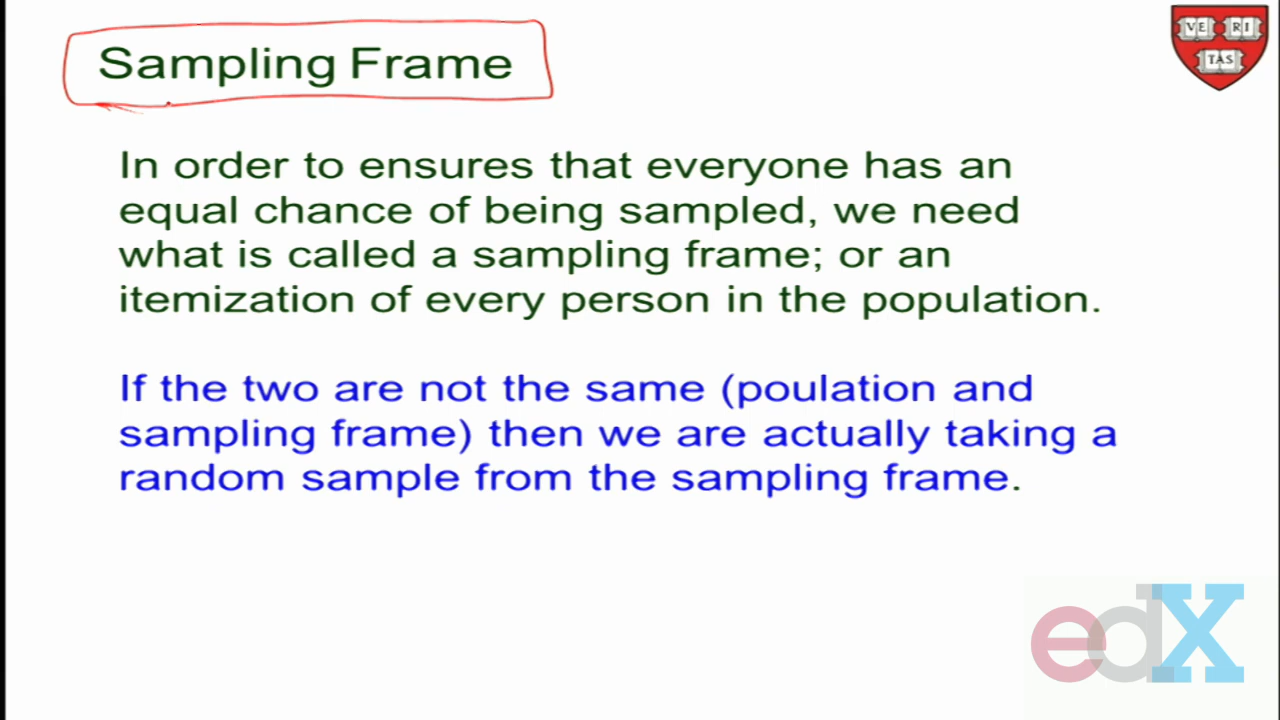 Sampling Frame
VE RI
TAS
In order to ensures that everyone has an
equal chance of being sampled, we need
what is called a sampling frame; or an
itemization of every person in the population.
If the two are not the same (poulation and
sampling frame) then we are actually taking a
random sample from the sampling frame.
edX